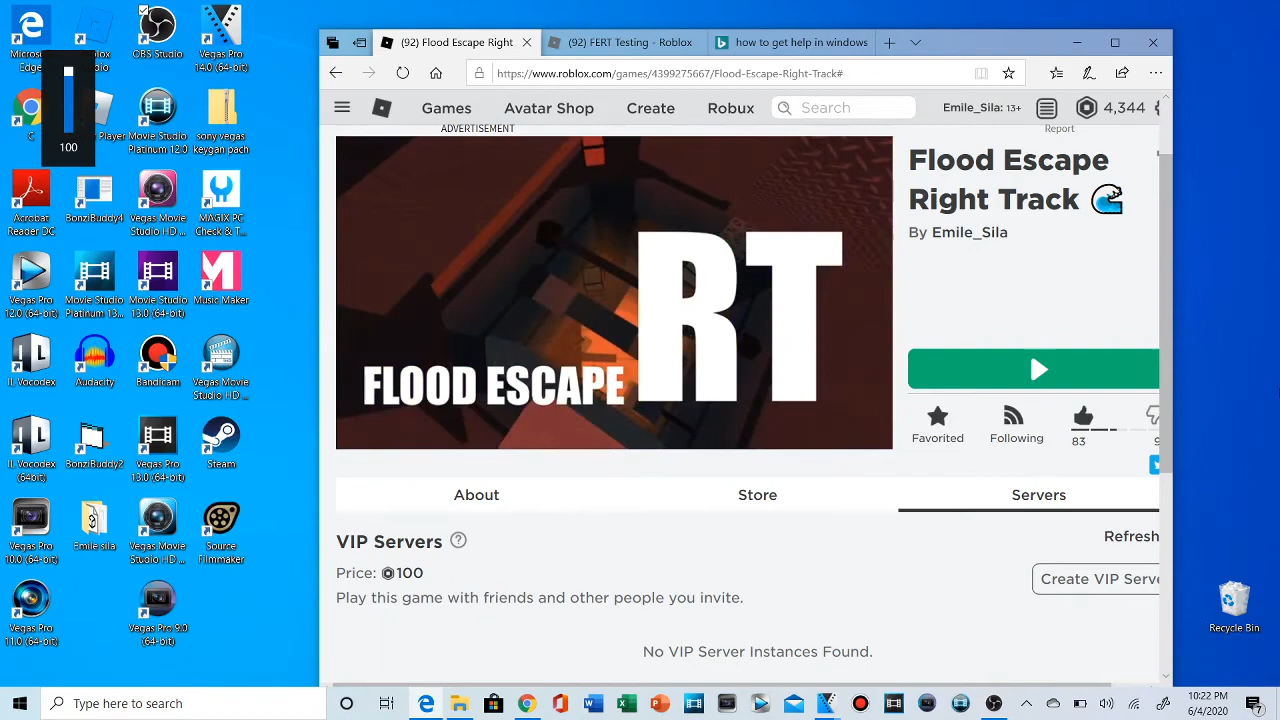 Microsoft Edge
OBS Studio
Vegas Pro 14.0 (64-bit)
100
Player
Movie Studio Platinum 12.0
sony vegas keygan pach
Acrobat Reader DC
BonziBuddy4
Vegas Movie Studio HD ...
MAGIX PC Check & T...
Vegas Pro 12.0 (64-bit)
Movie Studio Platinum 13...
Movie Studio 13.0 (64-bit)
Music Maker
IL Vocodex
Audacity
Bandicam
Vegas Movie Studio HD ...
IL Vocodex (64bit)
BonziBuddy2
Vegas Pro 13.0 (64-bit)
Steam
Vegas Pro 10.0 (64-bit)
Emile sila
Vegas Movie Studio HD ...
Source Filmmaker
Vegas Pro 11.0 (64-bit)
Vegas Pro 9.0 (64-bit)
Recycle Bin
(92) Flood Escape Right
(92) FERT Testing - Roblox
how to get help in windows
https://www.roblox.com/games/4399275667/Flood-Escape-Right-Track#
Games
Avatar Shop
Create
Robux
Search
Emile_Sila: 13+
4,344
ADVERTISEMENT
Report
FLOOD ESCAPE RT
Flood Escape
Right Track
By Emile_Sila
Favorited
Following
83
9
About
Store
Servers
VIP Servers
Refresh
Price: 100
Create VIP Serve
Play this game with friends and other people you invite.
No VIP Server Instances Found.
Type here to search
10:22 PM
6/4/2020
7